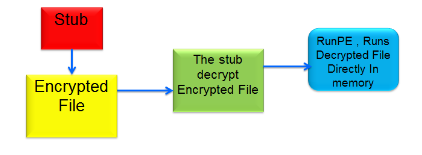 Stub
Encrypted
File
The stub
decrypt
Encrypted File
RunPE , Runs
Decrypted File
Directly In
memory